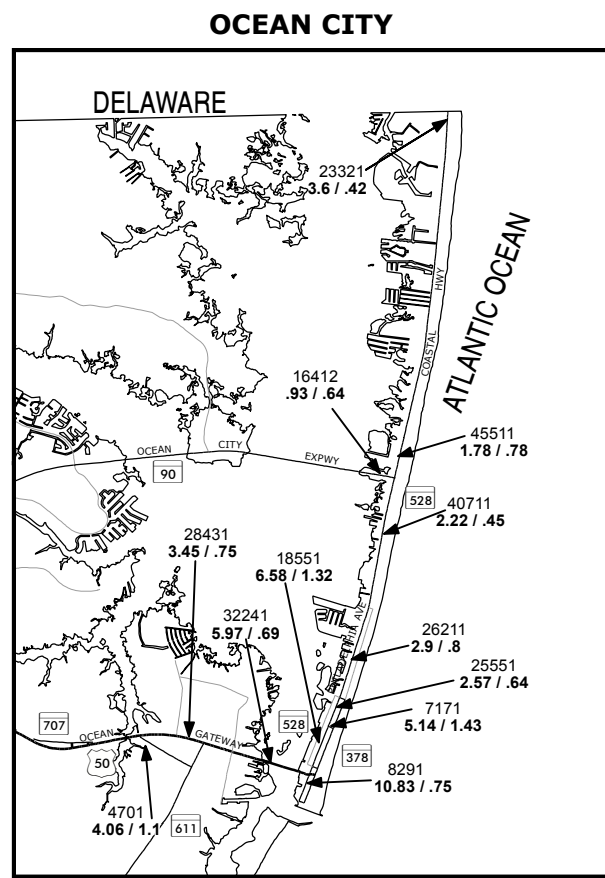 OCEAN CITY
DELAWARE
23321
3.6 / .42
ATLANTIC OCEAN
COASTAL HWY
16412
.93 / .64
45511
1.78 / .78
OCEAN CITY EXPWY
90
528
40711
2.22 / .45
28431
3.45 / .75
18551
6.58 / 1.32
32241
5.97 / .69
AVE
26211
2.9 / .8
25551
2.57 / .64
7171
5.14 / 1.43
707
OCEAN GATEWAY
528
50
378
8291
10.83 / .75
4701
4.06 / 1.1
611